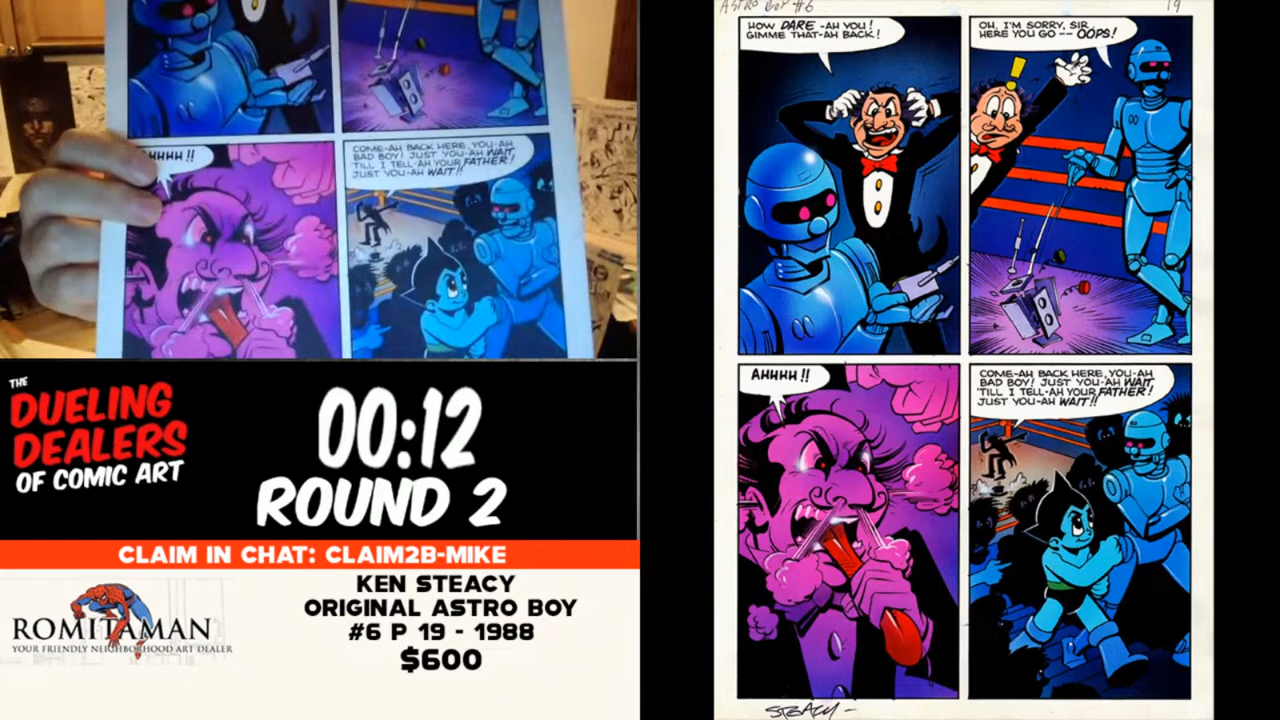 AHHHH !!
COME-AH BACK HERE, YOU-AH
BAD BOY! JUST YOU-AH WAIT,
'TILL I TELL-AH YOUR FATHER!
JUST YOU-AH WAIT!!
THE
DUELING
DEALERS
OF COMIC ART
00:12
ROUND 2
CLAIM IN CHAT: CLAIM2B-MIKE
ROMITAMAN
YOUR FRIENDLY NEIGHBORHOOD ART DEALER
KEN STEACY
ORIGINAL ASTRO BOY
#6 P 19 - 1988
$600
ASTRO BOY #6
19
HOW DARE -AH YOU!
GIMME THAT-AH BACK!
OH, I'M SORRY, SIR.
HERE YOU GO -- OOPS!
!
AHHHH !!
COME-AH BACK HERE, YOU-AH
BAD BOY! JUST YOU-AH WAIT,
'TILL I TELL-AH YOUR FATHER!
JUST YOU-AH WAIT!!
STEACY -